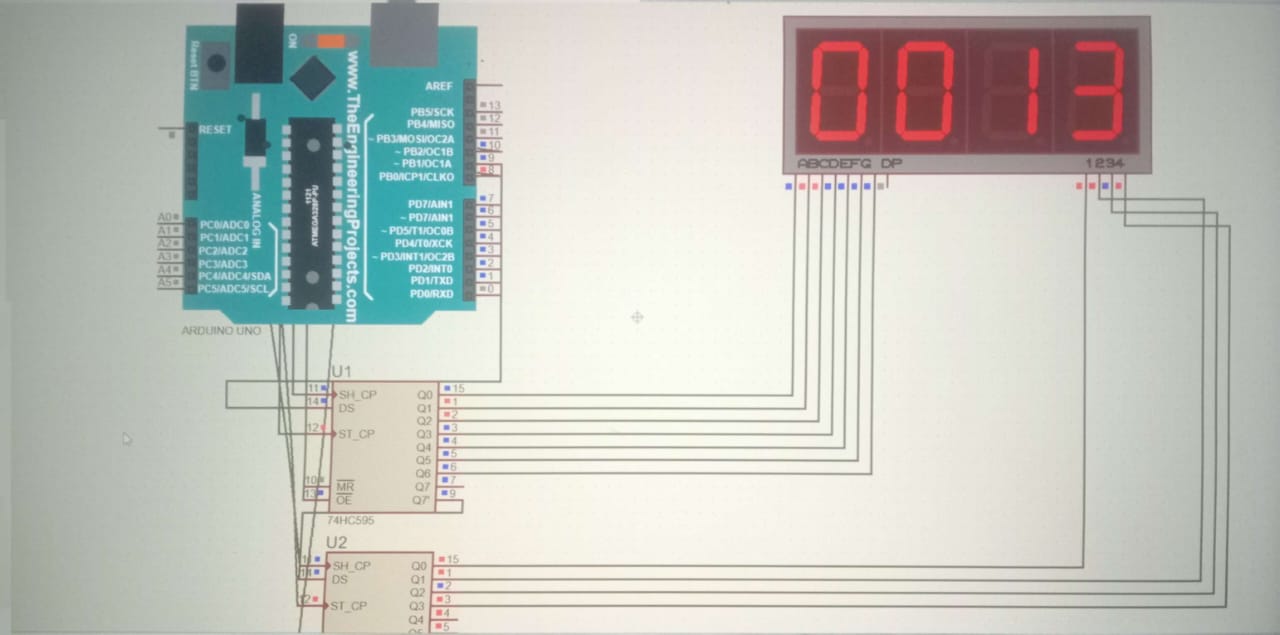 Reset BTN
ON
www.TheEngineeringProjects.com
AREF
RESET
PB5/SCK
PB4/MISO
~ PB3/MOSI/OC2A
~ PB2/OC1B
~ PB1/OC1A
PB0/ICP1/CLKO
13
12
11
10
9
8
PD7/AIN1
~ PD7/AIN1
~ PD5/T1/OC0B
PD4/T0/XCK
~ PD3/INT1/OC2B
PD2/INT0
PD1/TXD
PD0/RXD
7
6
5
4
3
2
1
0
ANALOG IN
A0
A1
A2
A3
A4
A5
PC0/ADC0
PC1/ADC1
PC2/ADC2
PC3/ADC3
PC4/ADC4/SDA
PC5/ADC5/SCL
1121
ARDUINO UNO
0013
ABCDEFG DP
1234
U1
11 SH_CP Q0 15
14 DS Q1 1
Q2 2
12 ST_CP Q3 3
Q4 4
Q5 5
Q6 6
10 MR Q7 7
13 OE Q7' 9
74HC595
U2
11 SH_CP Q0 15
14 DS Q1 1
Q2 2
12 ST_CP Q3 3
Q4 4
Q5 5